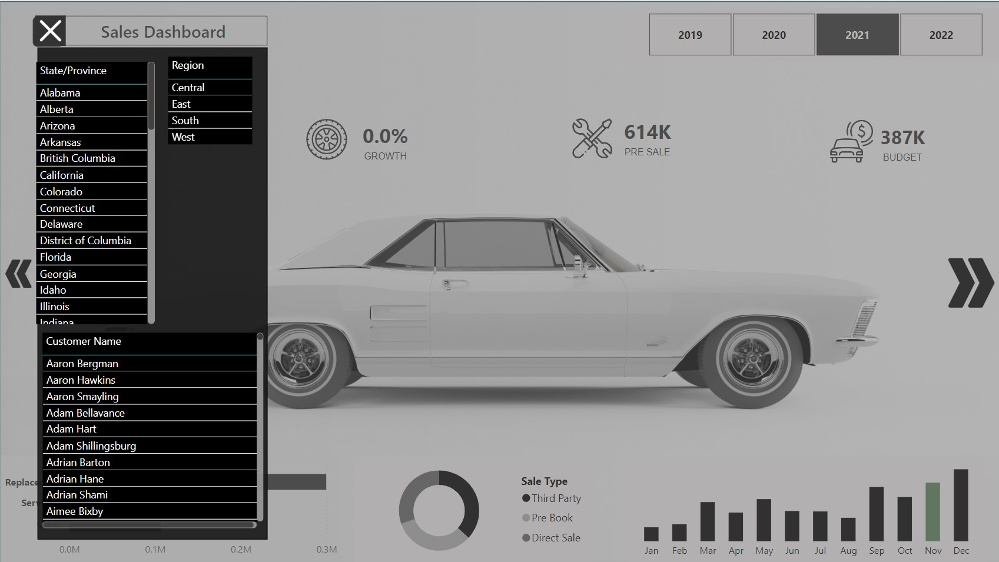 Sales Dashboard
2019
2020
2021
2022
State/Province
Alabama
Alberta
Arizona
Arkansas
British Columbia
California
Colorado
Connecticut
Delaware
District of Columbia
Florida
Georgia
Idaho
Illinois
Indiana
Region
Central
East
South
West
0.0%
GROWTH
614K
PRE SALE
$
387K
BUDGET
Customer Name
Aaron Bergman
Aaron Hawkins
Aaron Smayling
Adam Bellavance
Adam Hart
Adam Shillingsburg
Adrian Barton
Adrian Hane
Adrian Shami
Aimee Bixby
Replace
Serv
0.0M
0.1M
0.2M
0.3M
Sale Type
Third Party
Pre Book
Direct Sale
Jan
Feb
Mar
Apr
May
Jun
Jul
Aug
Sep
Oct
Nov
Dec